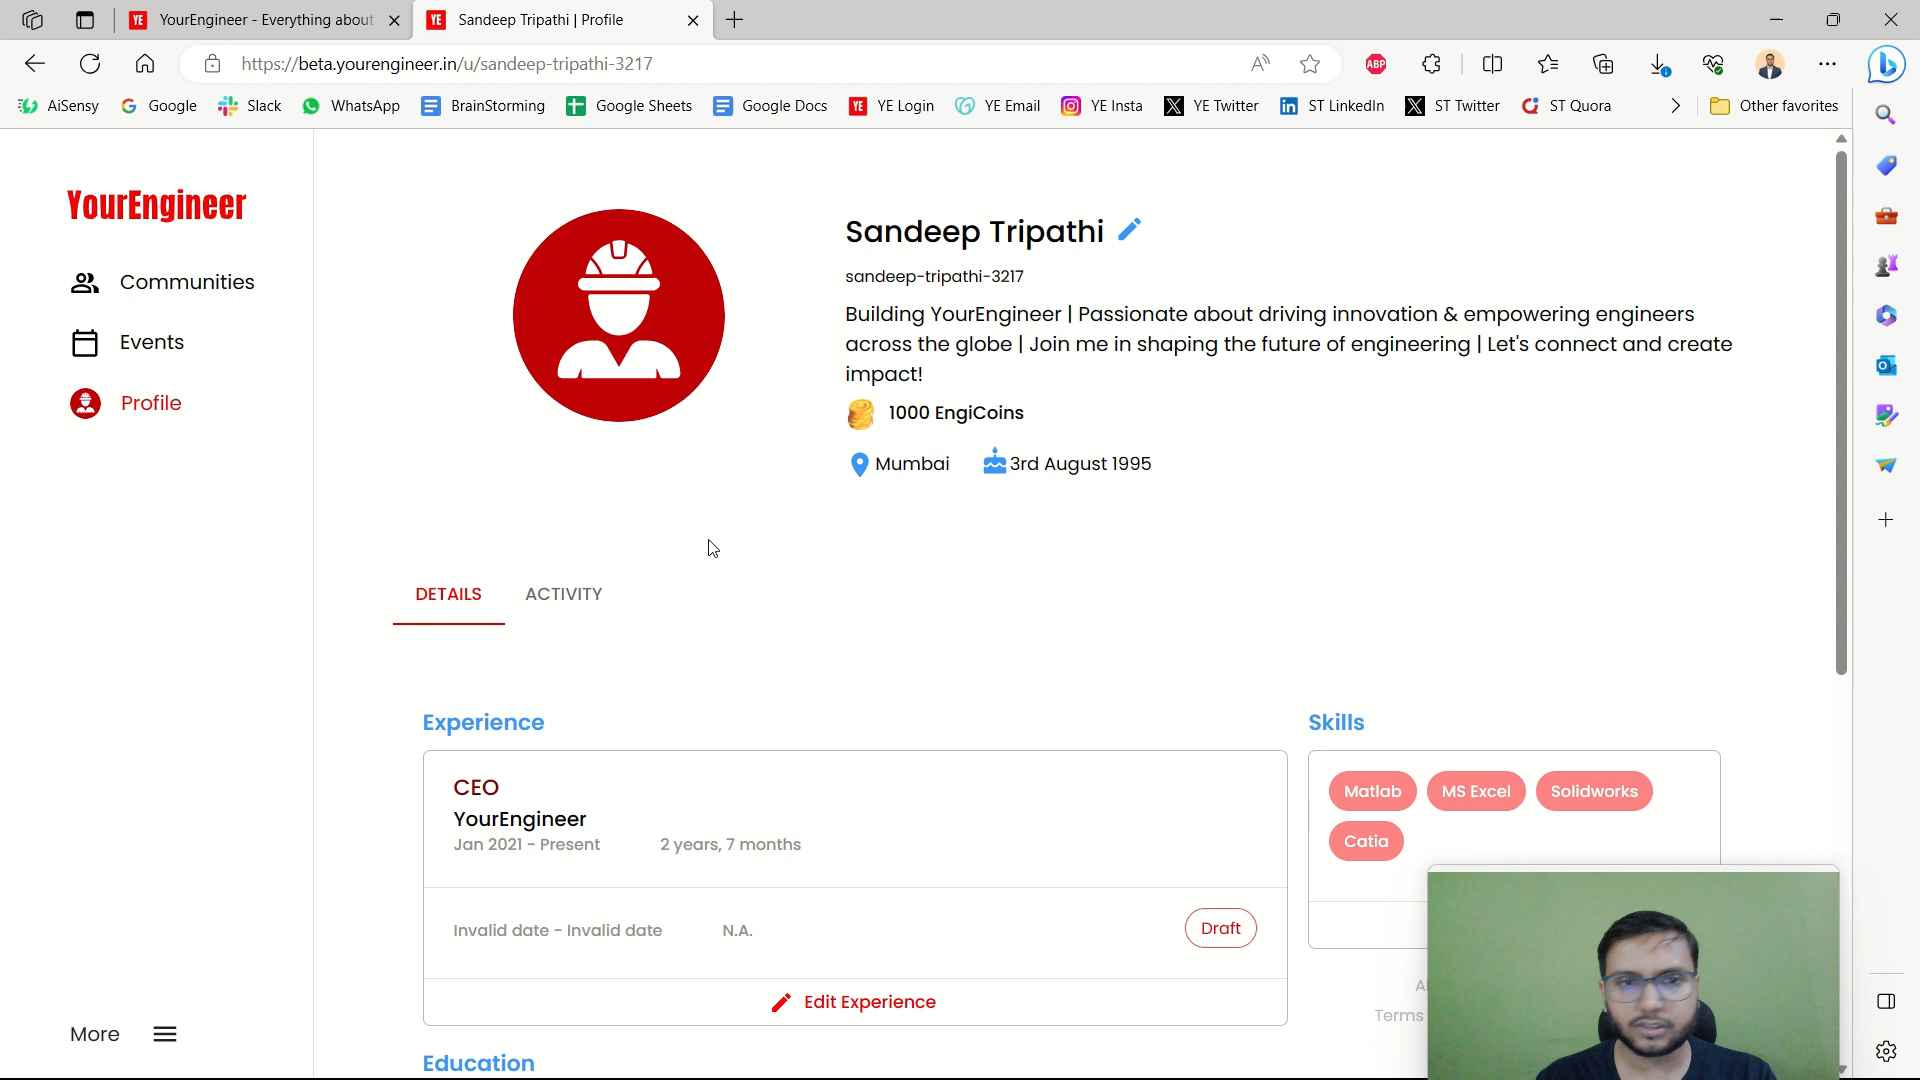 YE YourEngineer - Everything about
YE Sandeep Tripathi | Profile
https://beta.yourengineer.in/u/sandeep-tripathi-3217
ABP
AiSensy
Google
Slack
WhatsApp
BrainStorming
Google Sheets
Google Docs
YE YE Login
YE Email
YE Insta
YE Twitter
ST LinkedIn
ST Twitter
ST Quora
Other favorites
YourEngineer
Communities
Events
Profile
More
Sandeep Tripathi
sandeep-tripathi-3217
Building YourEngineer | Passionate about driving innovation & empowering engineers
across the globe | Join me in shaping the future of engineering | Let's connect and create
impact!
1000 EngiCoins
Mumbai
3rd August 1995
DETAILS
ACTIVITY
Experience
CEO
YourEngineer
Jan 2021 - Present
2 years, 7 months
Invalid date - Invalid date
N.A.
Draft
Edit Experience
Education
Skills
Matlab
MS Excel
Solidworks
Catia
Terms